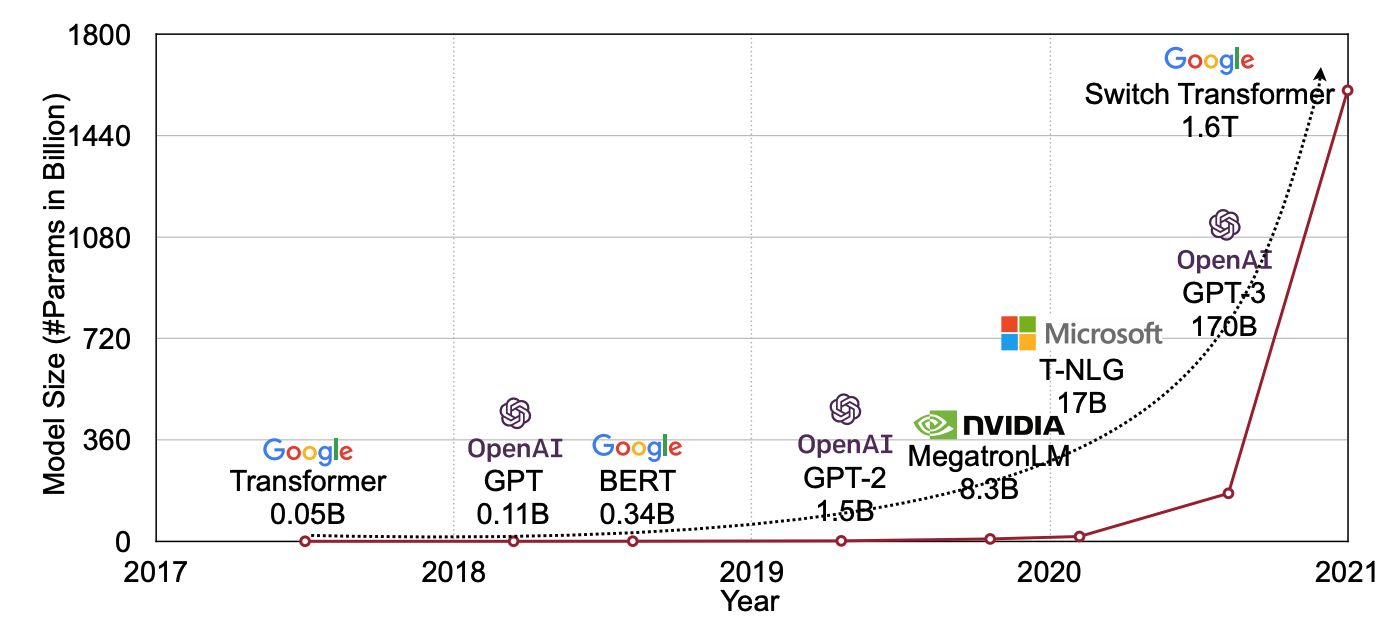 1800
1440
1080
720
360
0
Model Size (#Params in Billion)
Google
Transformer
0.05B
OpenAI
GPT
0.11B
Google
BERT
0.34B
OpenAI
GPT-2
1.5B
NVIDIA
MegatronLM
8.3B
Microsoft
T-NLG
17B
OpenAI
GPT-3
170B
Google
Switch Transformer
1.6T
2017
2018
2019
2020
2021
Year